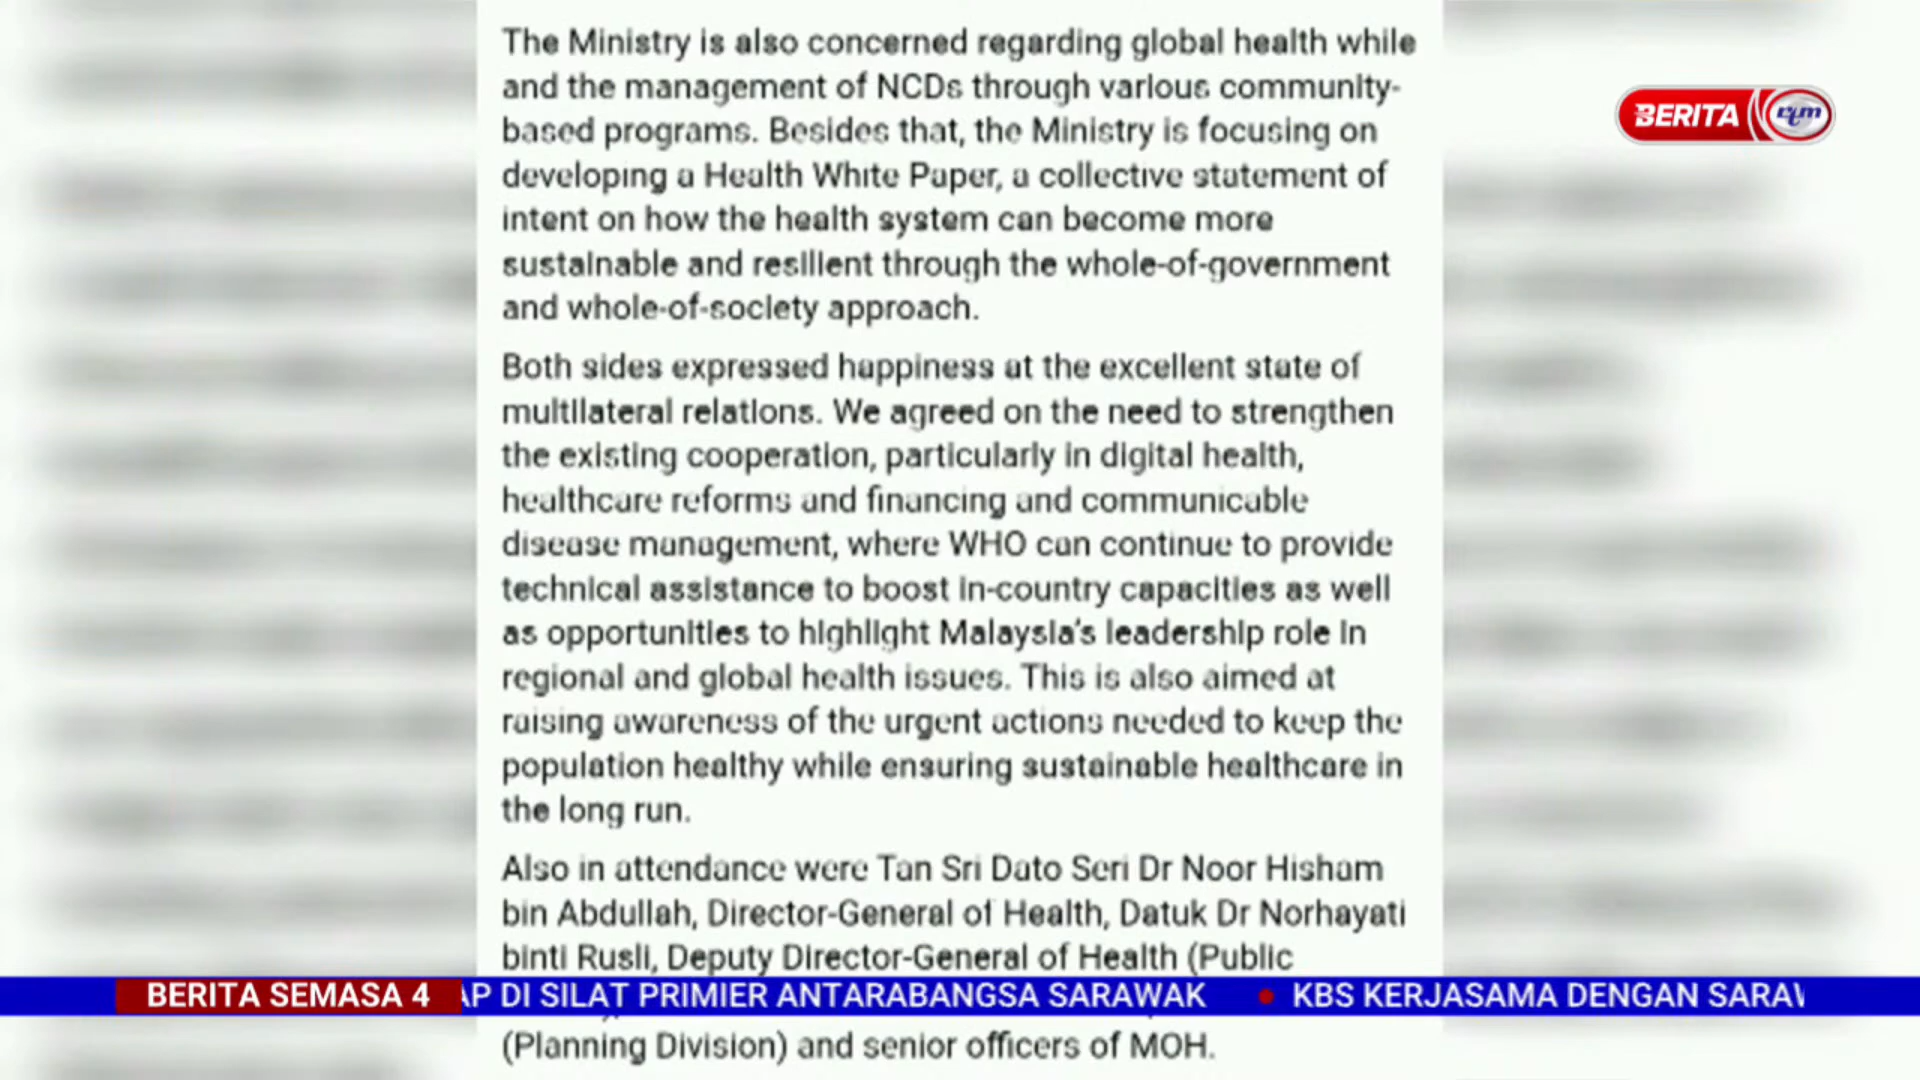 The Ministry is also concerned regarding global health while
and the management of NCDs through various community-
based programs. Besides that, the Ministry is focusing on
developing a Health White Paper, a collective statement of
intent on how the health system can become more
sustainable and resilient through the whole-of-government
and whole-of-society approach.
Both sides expressed happiness at the excellent state of
multilateral relations. We agreed on the need to strengthen
the existing cooperation, particularly in digital health,
healthcare reforms and financing and communicable
disease management, where WHO can continue to provide
technical assistance to boost in-country capacities as well
as opportunities to highlight Malaysia's leadership role in
regional and global health issues. This is also aimed at
raising awareness of the urgent actions needed to keep the
population healthy while ensuring sustainable healthcare in
the long run.
Also in attendance were Tan Sri Dato Seri Dr Noor Hisham
bin Abdullah, Director-General of Health, Datuk Dr Norhayati
binti Rusli, Deputy Director-General of Health (Public
(Planning Division) and senior officers of MOH.
BERITA rtm
BERITA SEMASA 4 AP DI SILAT PRIMIER ANTARABANGSA SARAWAK • KBS KERJASAMA DENGAN SARAW